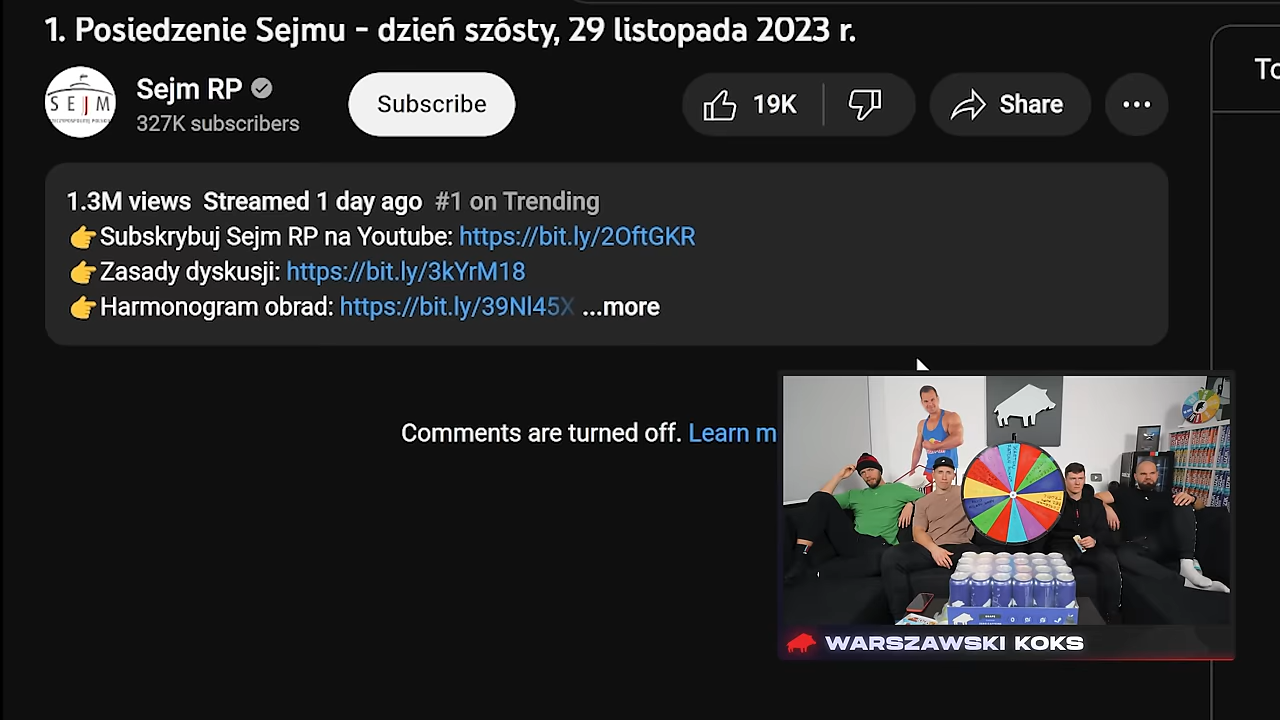 1. Posiedzenie Sejmu - dzień szósty, 29 listopada 2023 r.
To
SEJM
Sejm RP
327K subscribers
Subscribe
19K
Share
1.3M views Streamed 1 day ago #1 on Trending
👉Subskrybuj Sejm RP na Youtube: https://bit.ly/2OftGKR
👉Zasady dyskusji: https://bit.ly/3kYrM18
👉Harmonogram obrad: https://bit.ly/39Nl45X ...more
Comments are turned off. Learn m
WARSZAWSKI KOKS